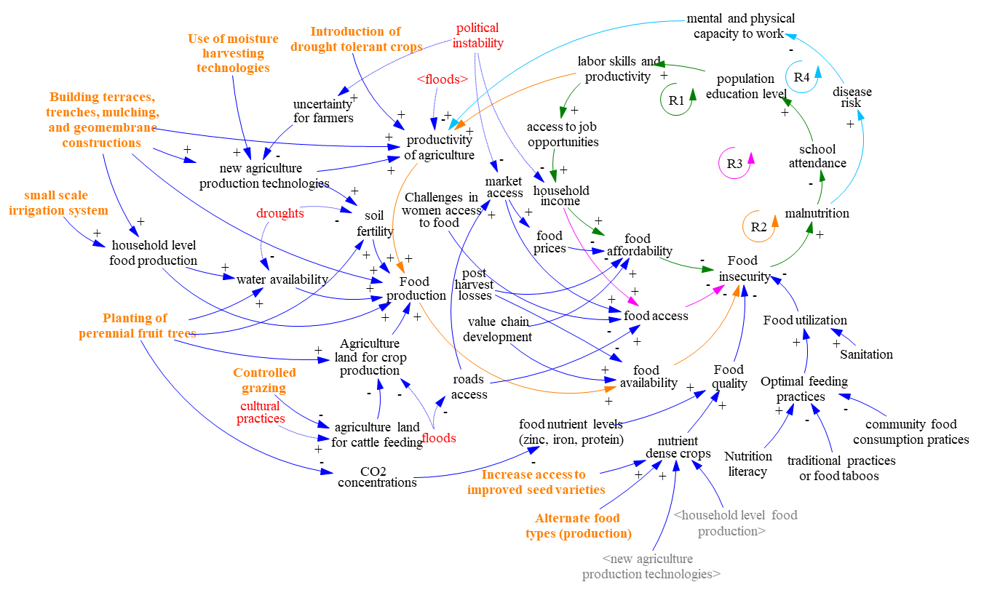 mental and physical
capacity to work
Use of moisture
harvesting
technologies
Introduction of
drought tolerant crops
political
instability
labor skills and
productivity
<floods>
population
education level
R4
R1
disease
risk
Building terraces,
trenches, mulching,
and geomembrane
constructions
uncertainty
for farmers
access to job
opportunities
productivity
of agriculture
school
attendance
R3
new agriculture
production technologies
market
access
household
income
small scale
irrigation system
droughts
soil
fertility
Challenges in
women access
to food
malnutrition
R2
household level
food production
food
prices
food
affordability
Food
insecurity
water availability
Food
production
post
harvest
losses
Planting of
perennial fruit trees
value chain
development
food access
Food utilization
Agriculture
land for crop
production
Sanitation
Controlled
grazing
roads
access
food
availability
Food
quality
Optimal feeding
practices
cultural
practices
agriculture land
for cattle feeding
floods
food nutrient levels
(zinc, iron, protein)
nutrient
dense crops
community food
consumption pratices
Nutrition
literacy
traditional practices
or food taboos
CO2
concentrations
Increase access to
improved seed varieties
Alternate food
types (production)
<household level food
production>
<new agriculture
production technologies>